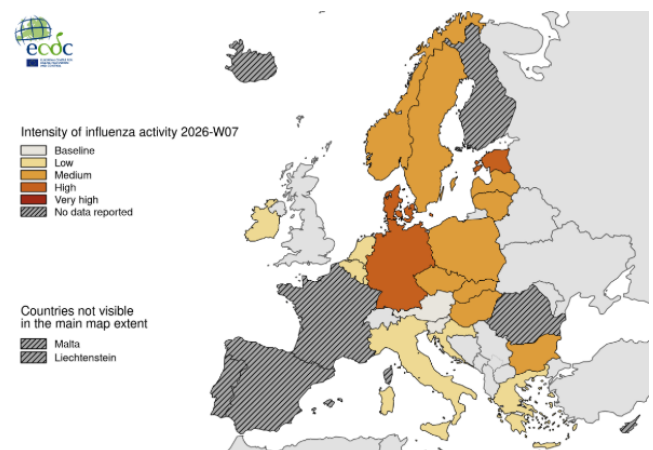 ecdc
Intensity of influenza activity 2026-W07
Baseline
Low
Medium
High
Very high
No data reported
Countries not visible
in the main map extent
Malta
Liechtenstein